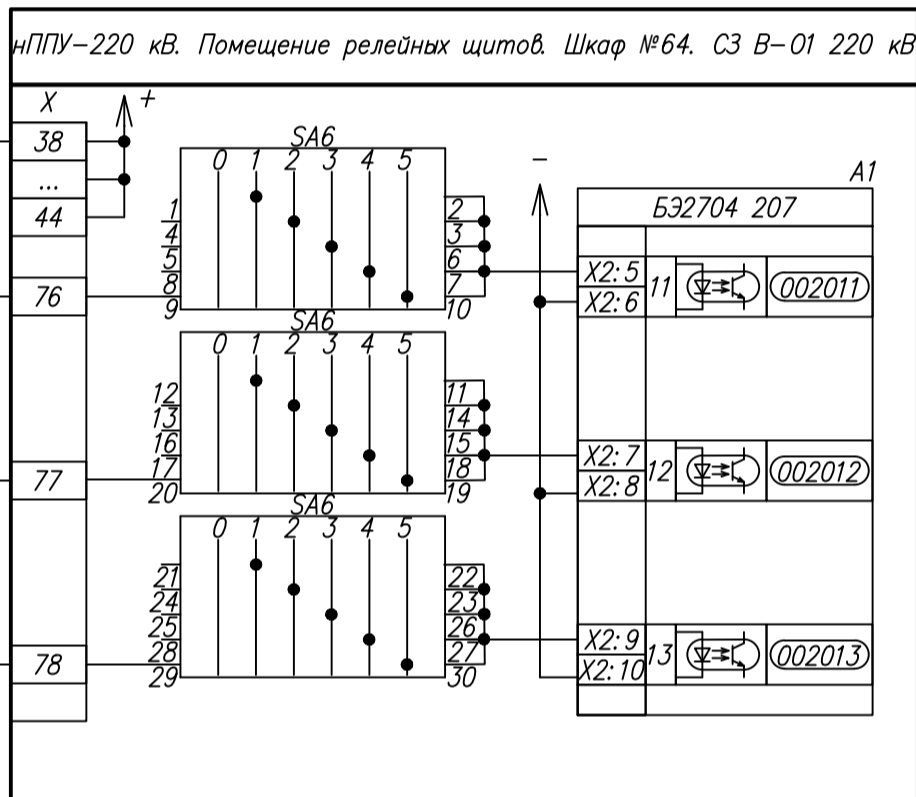 нППУ-220 кВ. Помещение релейных щитов. Шкаф №64. СЗ В-01 220 кВ
X
+
38
...
44
76
77
78
SA6
0 1 2 3 4 5
1 2
4 3
5 6
8 7
9 10
SA6
0 1 2 3 4 5
12 11
13 14
16 15
17 18
20 19
SA6
0 1 2 3 4 5
21 22
24 23
25 26
28 27
29 30
-
A1
БЭ2704 207
X2:5
X2:6
11
002011
X2:7
X2:8
12
002012
X2:9
X2:10
13
002013